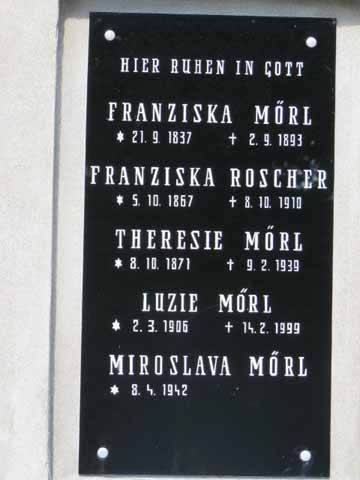 HIER RUHEN IN GOTT
FRANZISKA MŐRL
* 21. 9. 1837 † 2. 9. 1893
FRANZISKA ROSCHER
* 5. 10. 1867 † 8. 10. 1910
THERESIE MŐRL
* 8. 10. 1871 † 9. 2. 1939
LUZIE MŐRL
* 2. 3. 1906 † 14. 2. 1999
MIROSLAVA MŐRL
* 8. 4. 1942